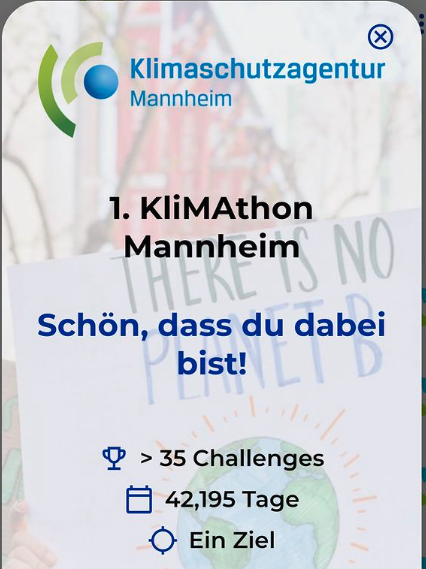 Klimaschutzagentur
Mannheim
1. KliMAthon
Mannheim
THERE IS NO
PLANET B
Schön, dass du dabei
bist!
> 35 Challenges
42,195 Tage
Ein Ziel